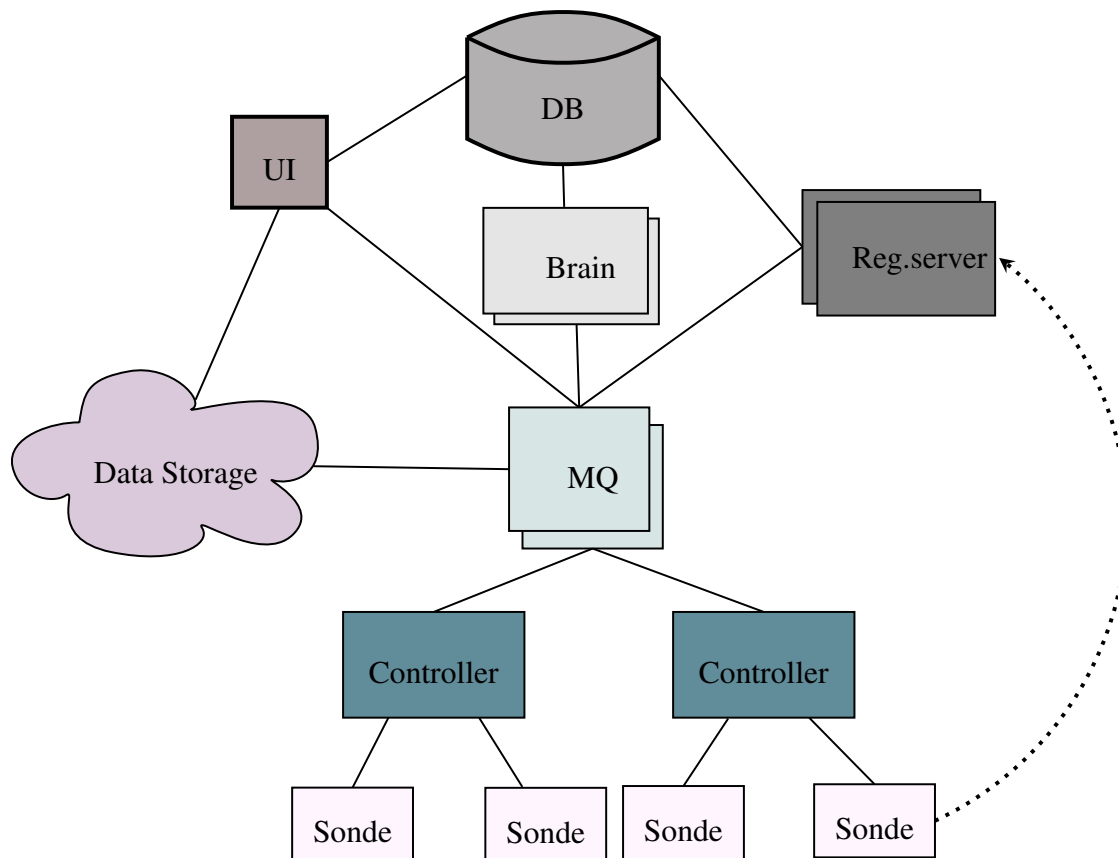 DB
UI
Brain
Reg.server
Data Storage
MQ
Controller
Controller
Sonde
Sonde
Sonde
Sonde